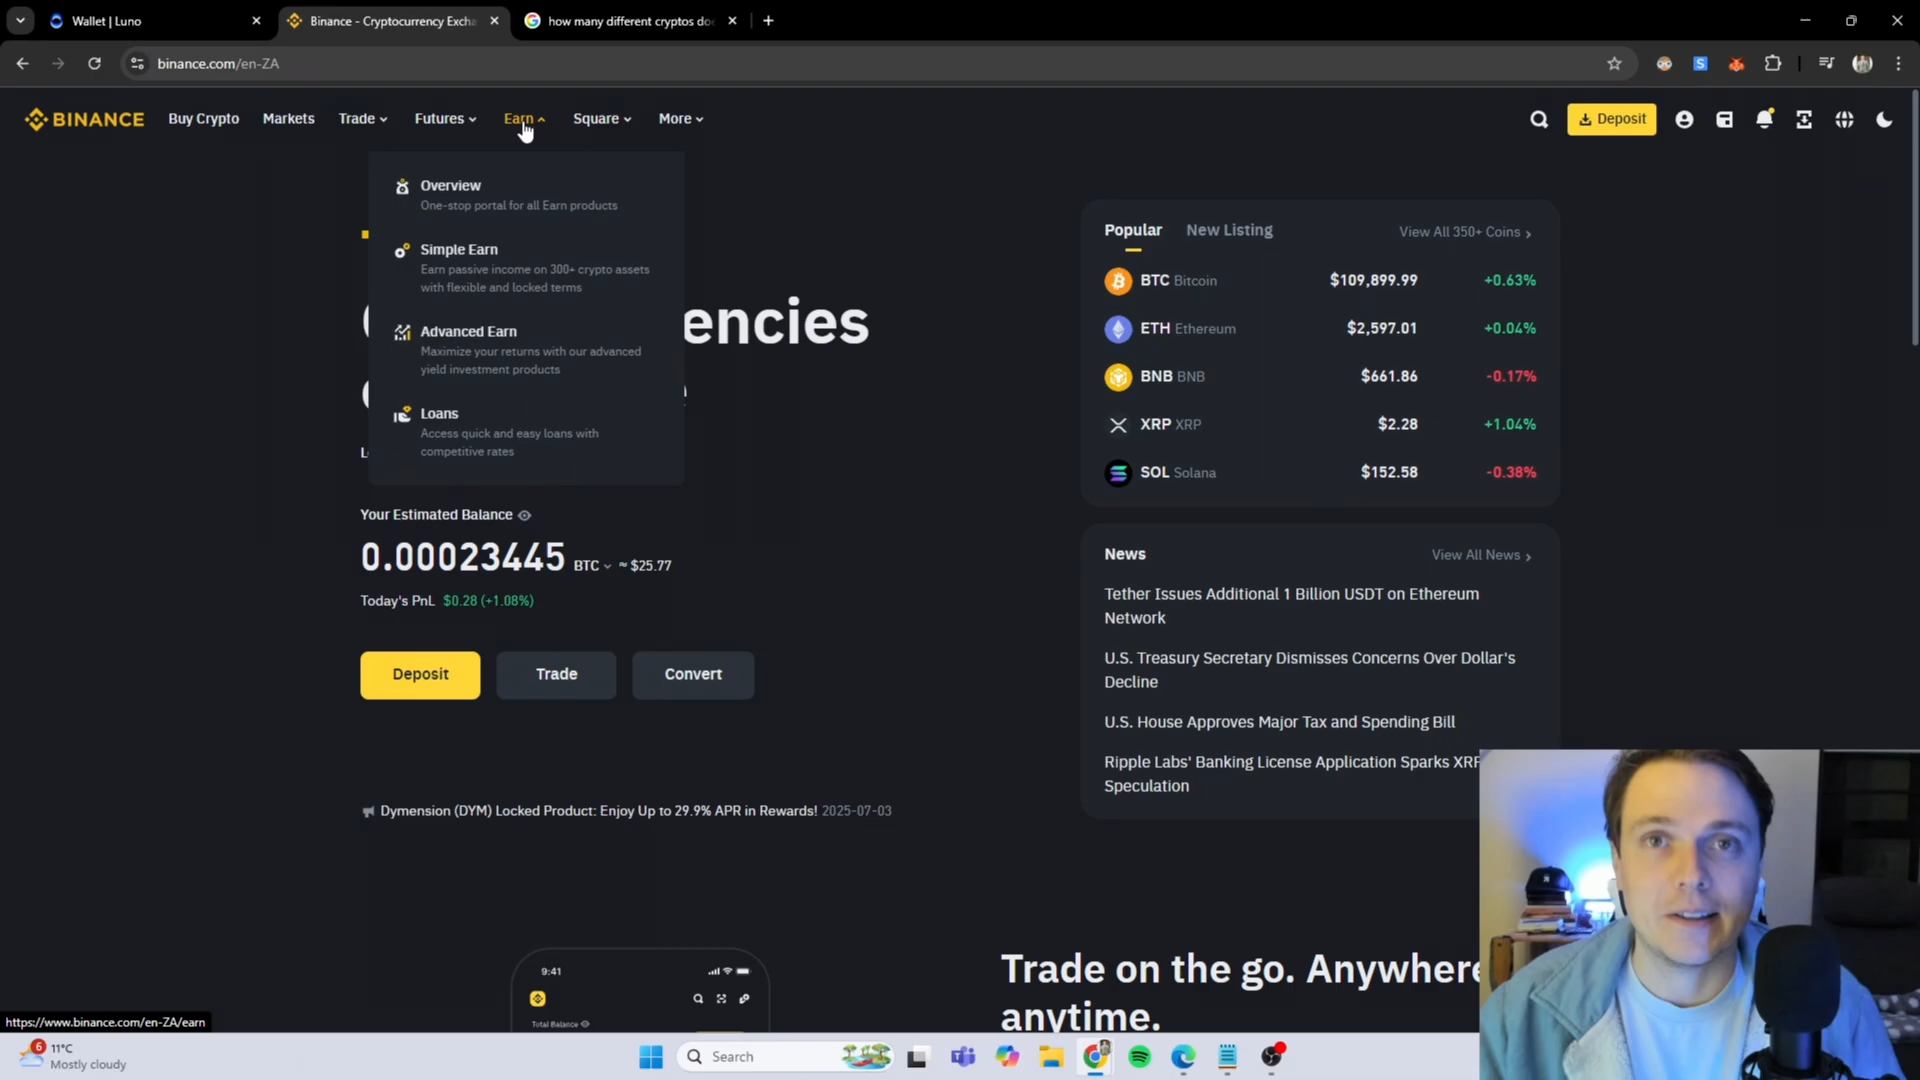 Wallet | Luno
Binance - Cryptocurrency Excha
how many different cryptos do
binance.com/en-ZA
BINANCE
Buy Crypto
Markets
Trade
Futures
Earn
Square
More
Deposit
Overview
One-stop portal for all Earn products
Simple Earn
Earn passive income on 300+ crypto assets
with flexible and locked terms
Advanced Earn
Maximize your returns with our advanced
yield investment products
Loans
Access quick and easy loans with
competitive rates
encies
Your Estimated Balance
0.00023445 BTC ≈ $25.77
Today's PnL $0.28 (+1.08%)
Deposit
Trade
Convert
Dymension (DYM) Locked Product: Enjoy Up to 29.9% APR in Rewards! 2025-07-03
Popular
New Listing
View All 350+ Coins
BTC Bitcoin $109,899.99 +0.63%
ETH Ethereum $2,597.01 +0.04%
BNB BNB $661.86 -0.17%
XRP XRP $2.28 +1.04%
SOL Solana $152.58 -0.38%
News
View All News
Tether Issues Additional 1 Billion USDT on Ethereum
Network
U.S. Treasury Secretary Dismisses Concerns Over Dollar's
Decline
U.S. House Approves Major Tax and Spending Bill
Ripple Labs' Banking License Application Sparks XRP
Speculation
9:41
Total Balance
Trade on the go. Anywhere
anytime.
https://www.binance.com/en-ZA/earn
6
11°C
Mostly cloudy
Search